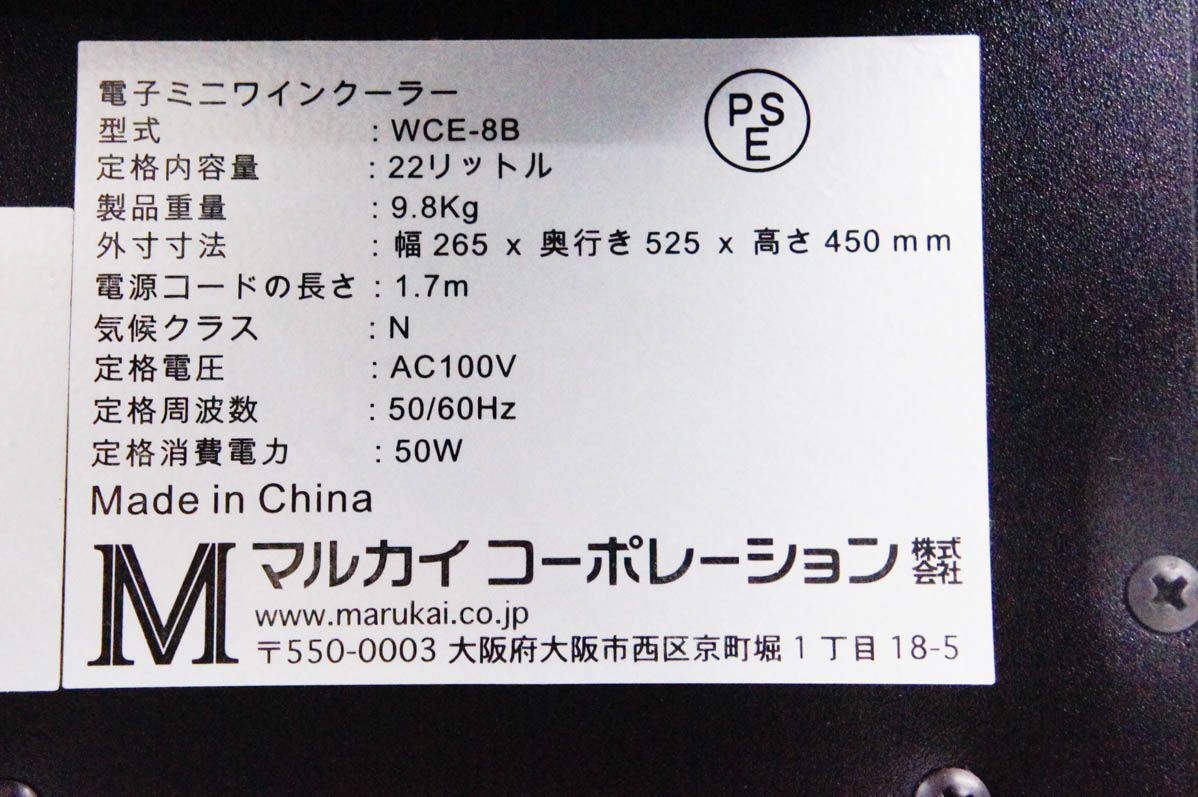 電子ミニワインクーラー
PS
E
型式 : WCE-8B
定格内容量 : 22リットル
製品重量 : 9.8Kg
外寸寸法 : 幅 265 x 奥行き 525 x 高さ 450 mm
電源コードの長さ : 1.7m
気候クラス : N
定格電圧 : AC100V
定格周波数 : 50/60Hz
定格消費電力 : 50W
Made in China
M マルカイ コーポレーション 株式会社
www.marukai.co.jp
〒550-0003 大阪府大阪市西区京町堀 1 丁目 18-5